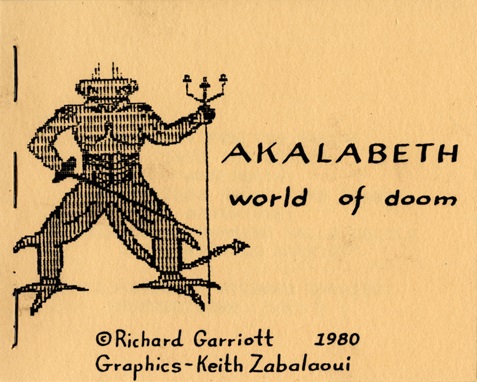 AKALABETH
world of doom
©Richard Garriott 1980
Graphics-Keith Zabalaoui